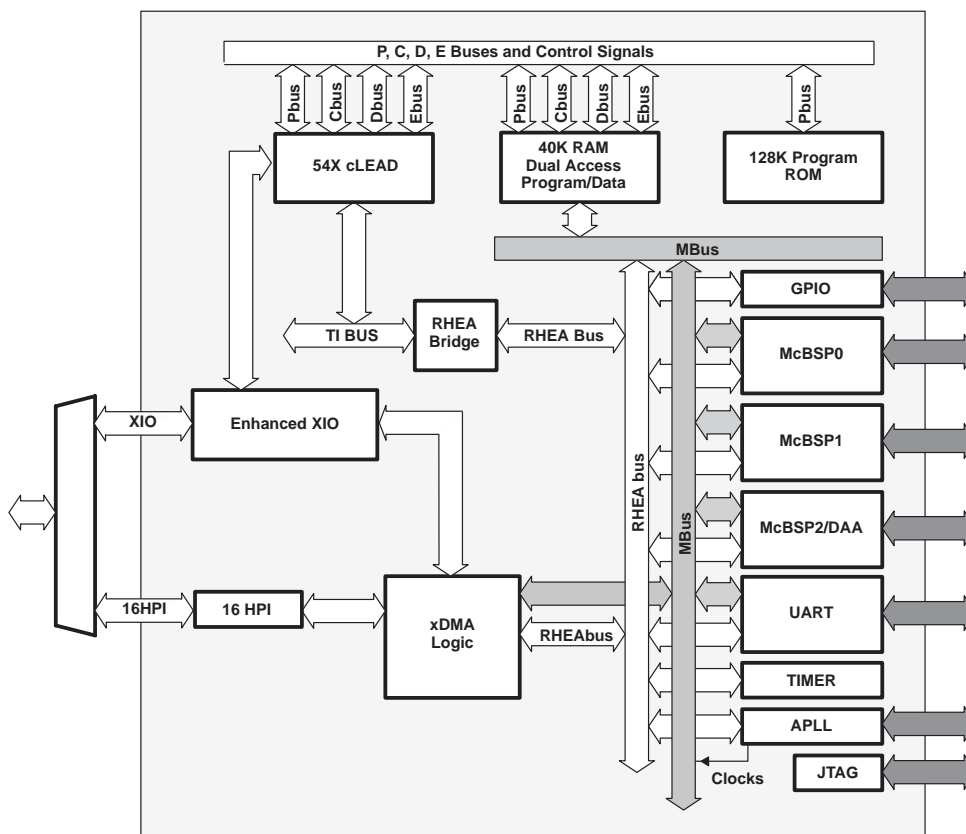 P, C, D, E Buses and Control Signals
Pbus
Cbus
Dbus
Ebus
Pbus
Cbus
Dbus
Ebus
Pbus
54X cLEAD
40K RAM
Dual Access
Program/Data
128K Program
ROM
MBus
GPIO
TI BUS
RHEA
Bridge
RHEA Bus
McBSP0
XIO
Enhanced XIO
McBSP1
RHEA bus
MBus
McBSP2/DAA
16HPI
16 HPI
xDMA
Logic
RHEAbus
UART
TIMER
APLL
Clocks
JTAG